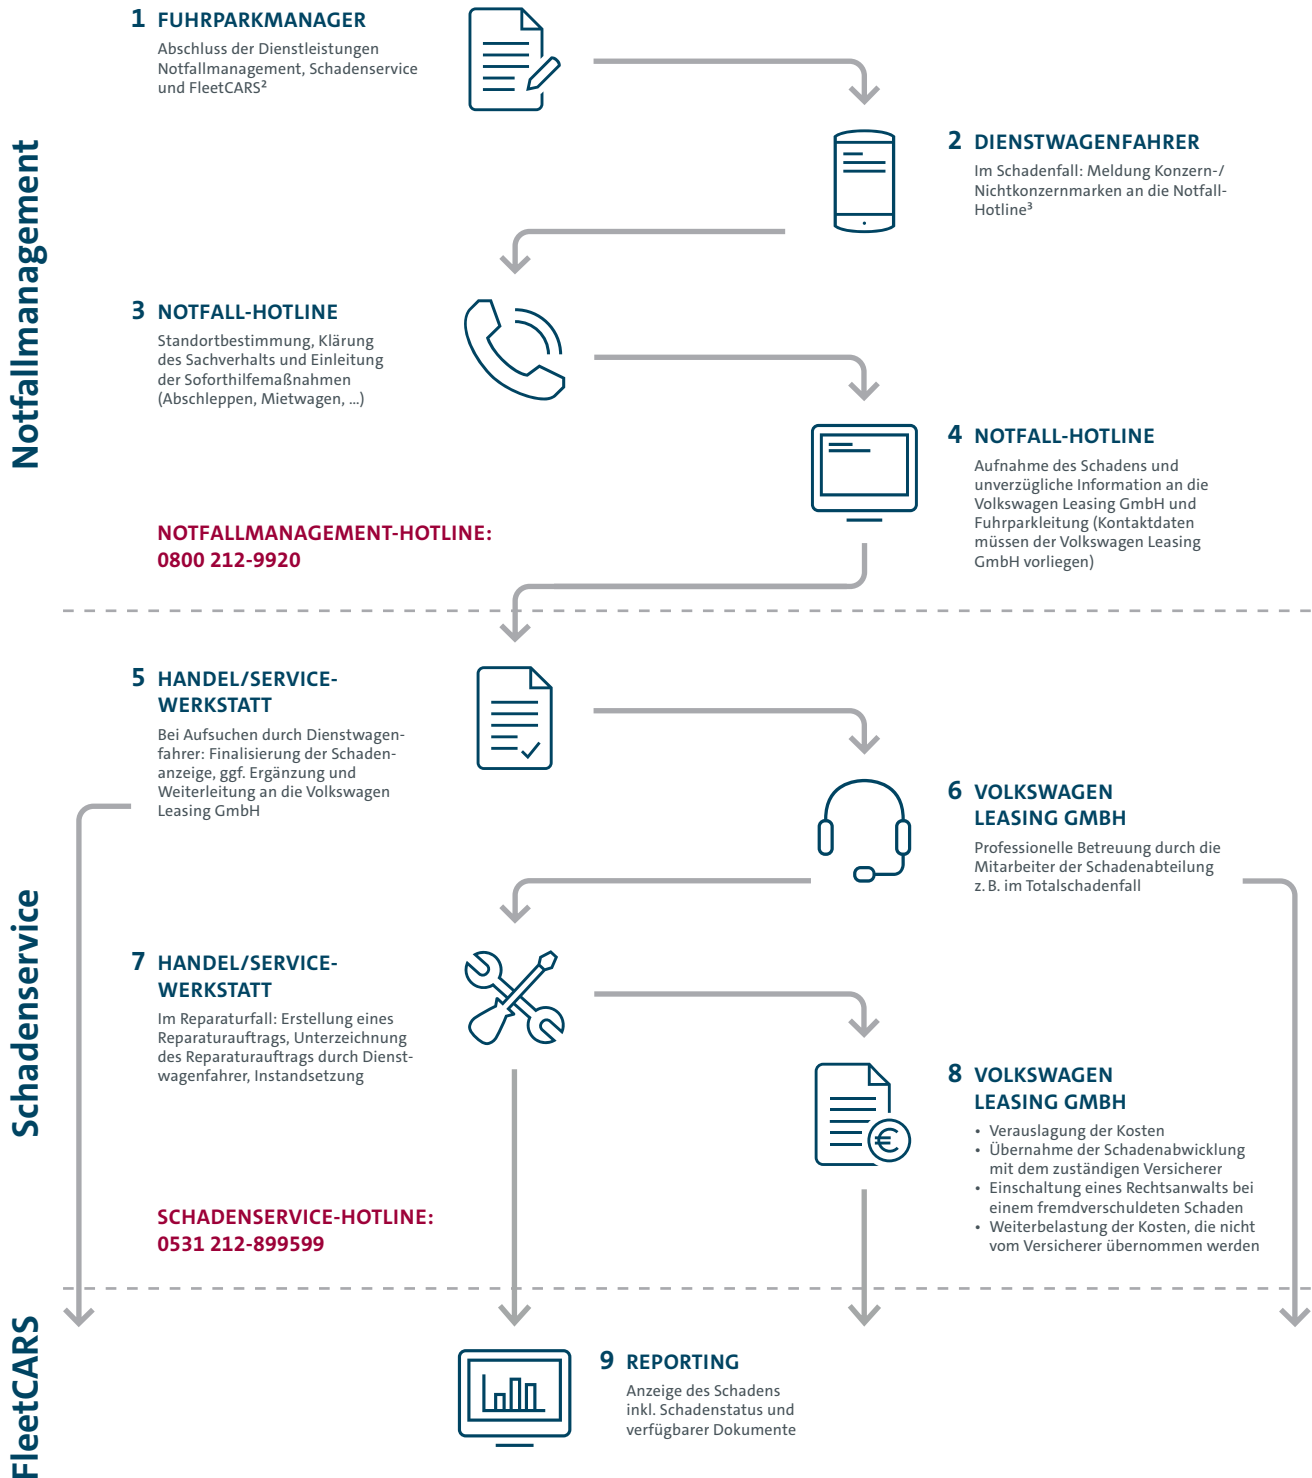 Notfallmanagement
1 FUHRPARKMANAGER
Abschluss der Dienstleistungen
Notfallmanagement, Schadenservice
und FleetCARS²
2 DIENSTWAGENFAHRER
Im Schadenfall: Meldung Konzern-/
Nichtkonzernmarken an die Notfall-
Hotline³
3 NOTFALL-HOTLINE
Standortbestimmung, Klärung
des Sachverhalts und Einleitung
der Soforthilfemaßnahmen
(Abschleppen, Mietwagen, ...)
4 NOTFALL-HOTLINE
Aufnahme des Schadens und
unverzügliche Information an die
Volkswagen Leasing GmbH und
Fuhrparkleitung (Kontaktdaten
müssen der Volkswagen Leasing
GmbH vorliegen)
NOTFALLMANAGEMENT-HOTLINE:
0800 212-9920
Schadenservice
5 HANDEL/SERVICE-
WERKSTATT
Bei Aufsuchen durch Dienstwagen-
fahrer: Finalisierung der Schaden-
anzeige, ggf. Ergänzung und
Weiterleitung an die Volkswagen
Leasing GmbH
6 VOLKSWAGEN
LEASING GMBH
Professionelle Betreuung durch die
Mitarbeiter der Schadenabteilung
z. B. im Totalschadenfall
7 HANDEL/SERVICE-
WERKSTATT
Im Reparaturfall: Erstellung eines
Reparaturauftrags, Unterzeichnung
des Reparaturauftrags durch Dienst-
wagenfahrer, Instandsetzung
8 VOLKSWAGEN
LEASING GMBH
• Verauslagung der Kosten
• Übernahme der Schadenabwicklung
mit dem zuständigen Versicherer
• Einschaltung eines Rechtsanwalts bei
einem fremdverschuldeten Schaden
• Weiterbelastung der Kosten, die nicht
vom Versicherer übernommen werden
€
SCHADENSERVICE-HOTLINE:
0531 212-899599
FleetCARS
9 REPORTING
Anzeige des Schadens
inkl. Schadenstatus und
verfügbarer Dokumente